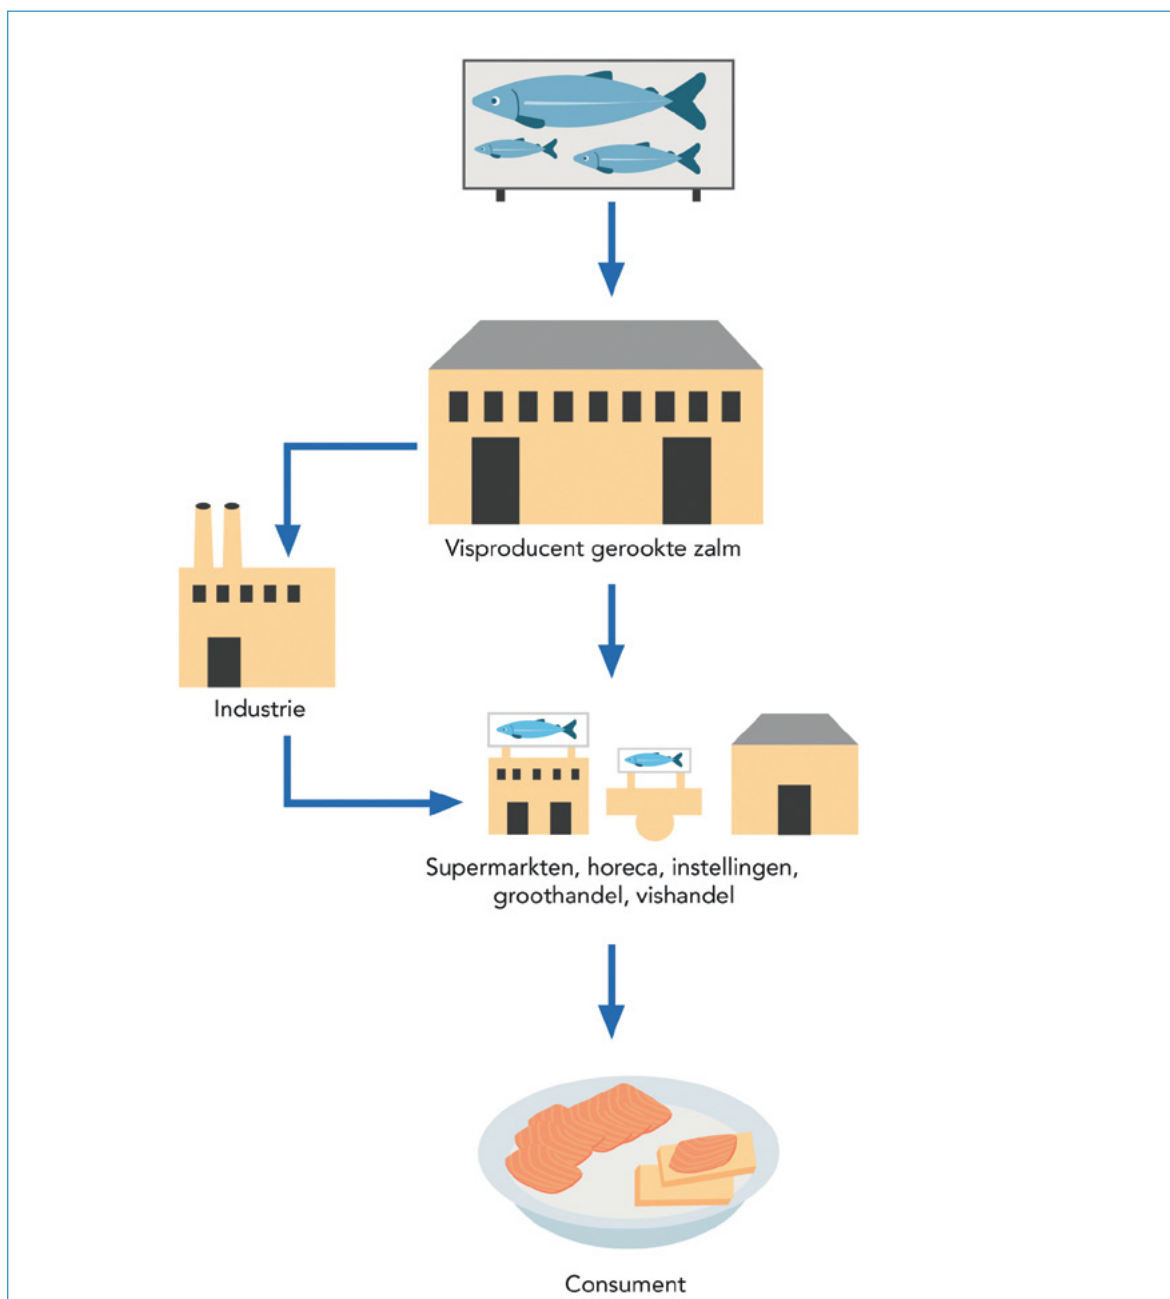 Visproducent gerookte zalm
Industrie
Supermarkten, horeca, instellingen,
groothandel, vishandel
Consument